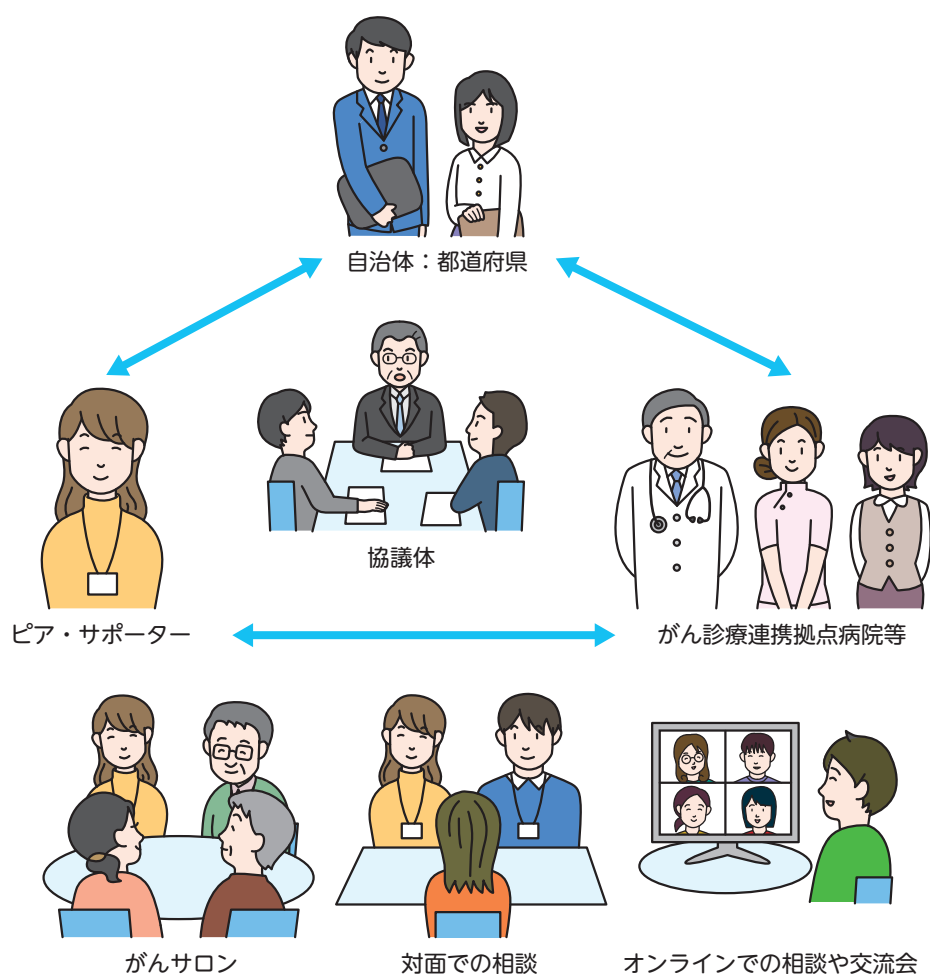 自治体：都道府県
協議体
ピア・サポーター
がん診療連携拠点病院等
がんサロン
対面での相談
オンラインでの相談や交流会